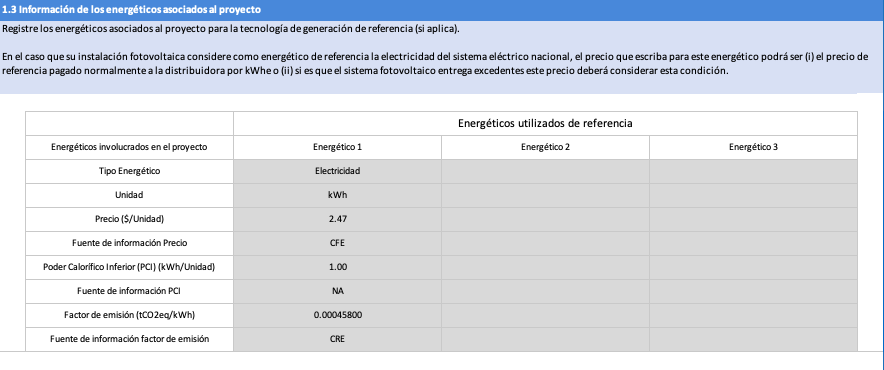 1.3 Información de los energéticos asociados al proyecto
Registre los energéticos asociados al proyecto para la tecnología de generación de referencia (si aplica).
En el caso que su instalación fotovoltaica considere como energético de referencia la electricidad del sistema eléctrico nacional, el precio que escriba para este energético podrá ser (i) el precio de
referencia pagado normalmente a la distribuidora por kWhe o (ii) si es que el sistema fotovoltaico entrega excedentes este precio deberá considerar esta condición.
Energéticos utilizados de referencia
Energéticos involucrados en el proyecto Energético 1 Energético 2 Energético 3
Tipo Energético Electricidad
Unidad kWh
Precio ($/Unidad) 2.47
Fuente de información Precio CFE
Poder Calorífico Inferior (PCI) (kWh/Unidad) 1.00
Fuente de información PCI NA
Factor de emisión (tCO2eq/kWh) 0.00045800
Fuente de información factor de emisión CRE